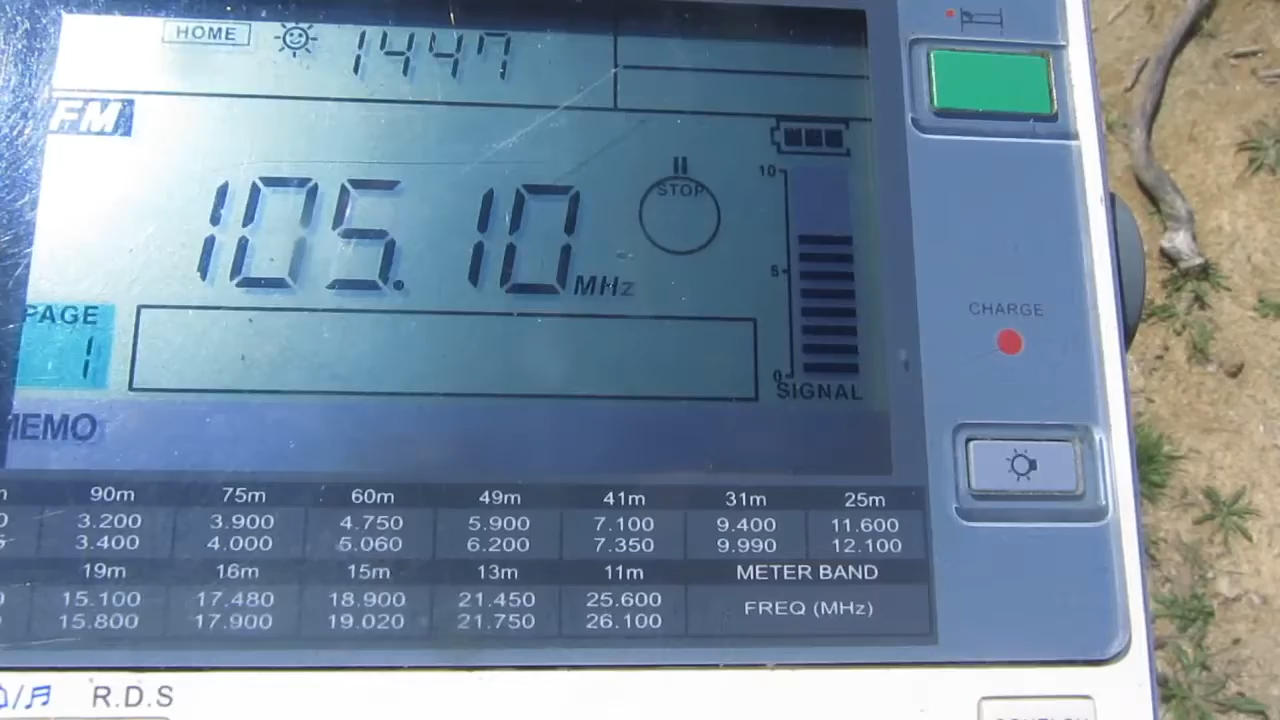 HOME 1447
FM
105.10 MHz
STOP
10
5
0
SIGNAL
PAGE
1
CHARGE
90m 75m 60m 49m 41m 31m 25m
3.200 3.900 4.750 5.900 7.100 9.400 11.600
3.400 4.000 5.060 6.200 7.350 9.990 12.100
19m 16m 15m 13m 11m METER BAND
15.100 17.480 18.900 21.450 25.600 FREQ (MHz)
15.800 17.900 19.020 21.750 26.100
R.D.S